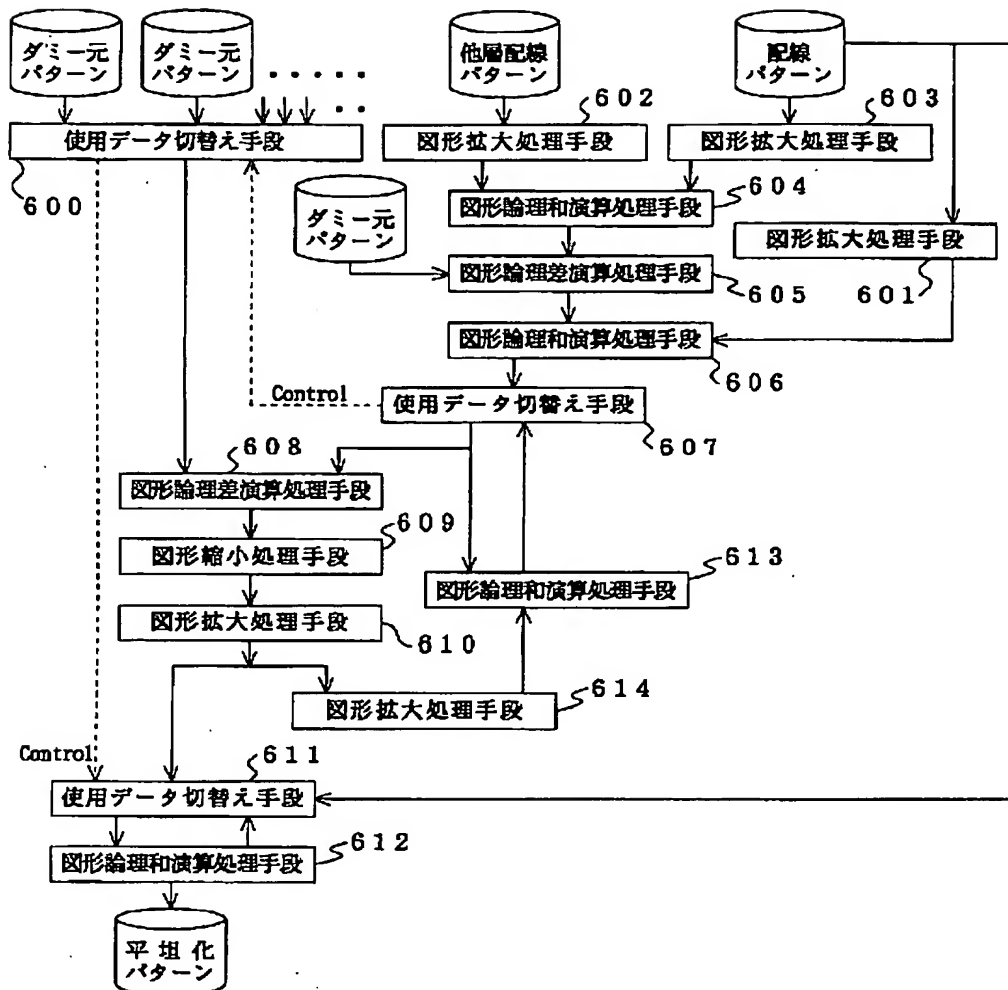 ダミー元
パターン
ダミー元
パターン
他層配線
パターン
配線
パターン
602
603
使用データ切替え手段
図形拡大処理手段
図形拡大処理手段
600
604
図形論理和演算処理手段
ダミー元
パターン
図形拡大処理手段
図形論理差演算処理手段
605
601
図形論理和演算処理手段
606
Control
使用データ切替え手段
607
608
図形論理差演算処理手段
609
図形縮小処理手段
613
図形論理和演算処理手段
図形拡大処理手段
610
614
図形拡大処理手段
Control
611
使用データ切替え手段
612
図形論理和演算処理手段
平坦化
パターン